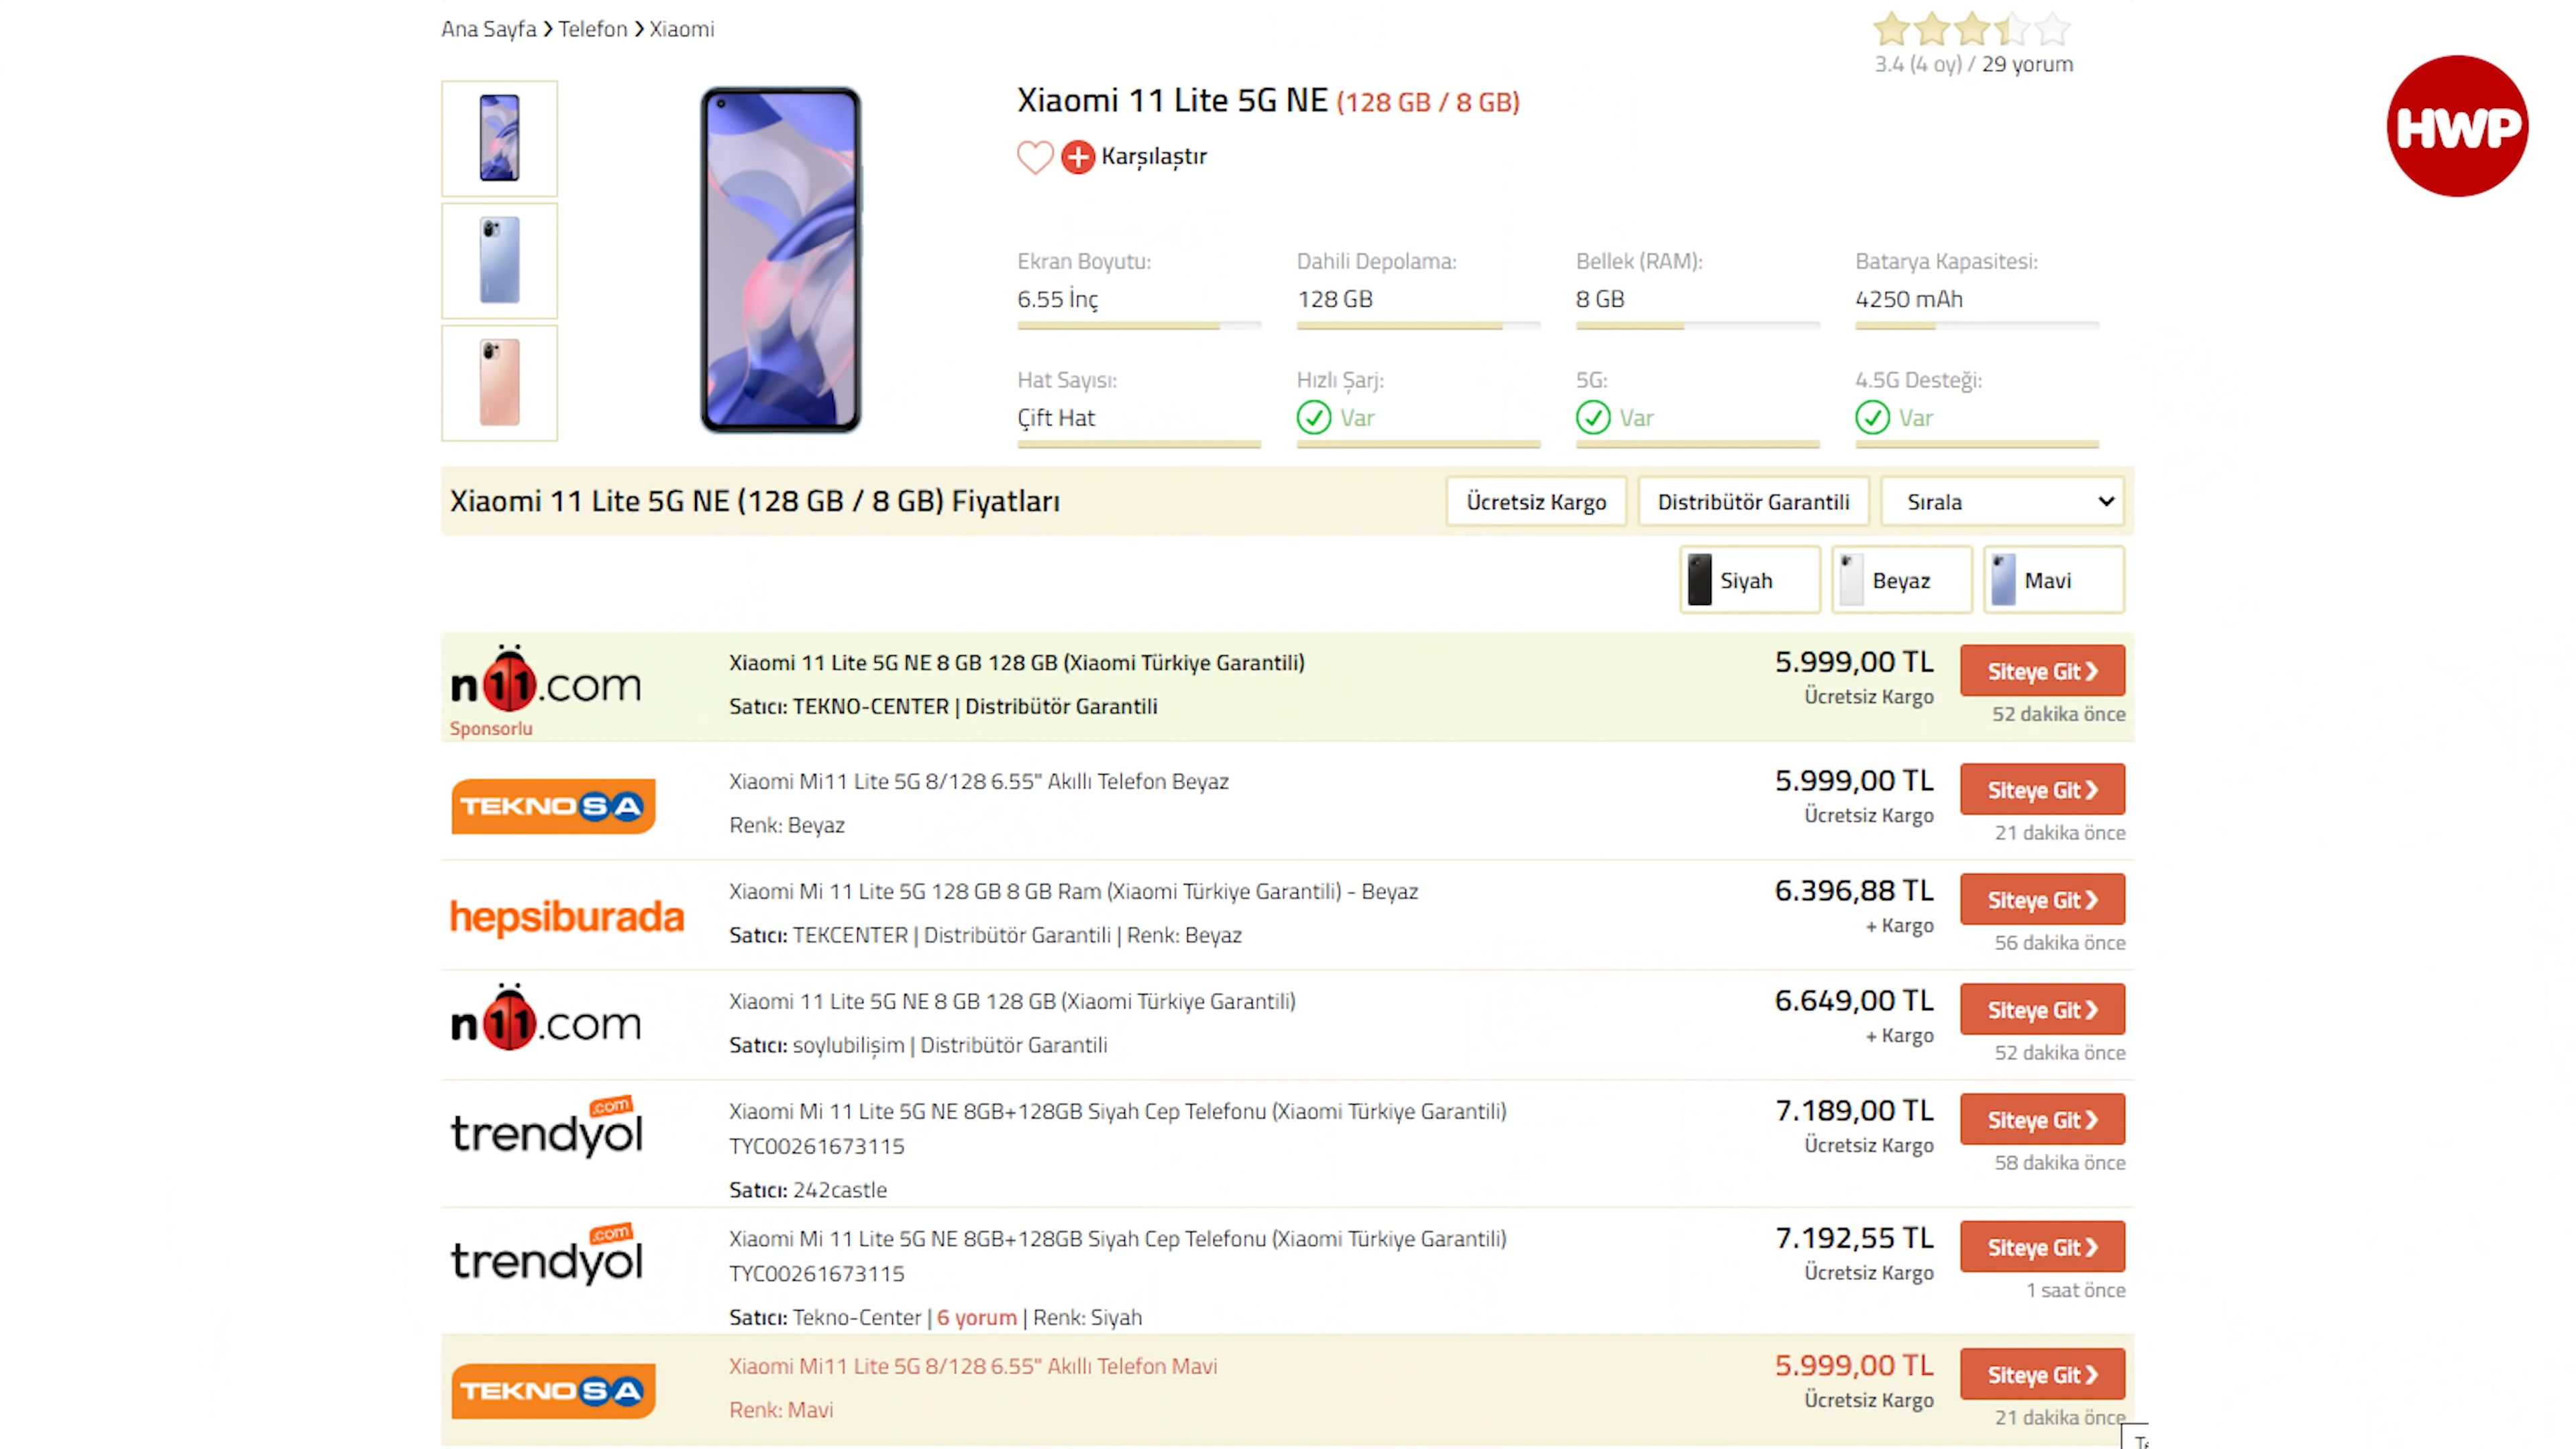 Ana Sayfa ❯ Telefon ❯ Xiaomi
3.4 (4 oy) / 29 yorum
HWP
Xiaomi 11 Lite 5G NE (128 GB / 8 GB)
Karşılaştır
Ekran Boyutu:
6.55 İnç
Dahili Depolama:
128 GB
Bellek (RAM):
8 GB
Batarya Kapasitesi:
4250 mAh
Hat Sayısı:
Çift Hat
Hızlı Şarj:
Var
5G:
Var
4.5G Desteği:
Var
Xiaomi 11 Lite 5G NE (128 GB / 8 GB) Fiyatları
Ücretsiz Kargo
Distribütör Garantili
Sırala
Siyah
Beyaz
Mavi
n11.com
Sponsorlu
Xiaomi 11 Lite 5G NE 8 GB 128 GB (Xiaomi Türkiye Garantili)
Satıcı: TEKNO-CENTER | Distribütör Garantili
5.999,00 TL
Ücretsiz Kargo
Siteye Git ❯
52 dakika önce
TEKNOSA
Xiaomi Mi11 Lite 5G 8/128 6.55" Akıllı Telefon Beyaz
Renk: Beyaz
5.999,00 TL
Ücretsiz Kargo
Siteye Git ❯
21 dakika önce
hepsiburada
Xiaomi Mi 11 Lite 5G 128 GB 8 GB Ram (Xiaomi Türkiye Garantili) - Beyaz
Satıcı: TEKCENTER | Distribütör Garantili | Renk: Beyaz
6.396,88 TL
+ Kargo
Siteye Git ❯
56 dakika önce
n11.com
Xiaomi 11 Lite 5G NE 8 GB 128 GB (Xiaomi Türkiye Garantili)
Satıcı: soylubilişim | Distribütör Garantili
6.649,00 TL
+ Kargo
Siteye Git ❯
52 dakika önce
trendyol.com
Xiaomi Mi 11 Lite 5G NE 8GB+128GB Siyah Cep Telefonu (Xiaomi Türkiye Garantili)
TYC00261673115
Satıcı: 242castle
7.189,00 TL
Ücretsiz Kargo
Siteye Git ❯
58 dakika önce
trendyol.com
Xiaomi Mi 11 Lite 5G NE 8GB+128GB Siyah Cep Telefonu (Xiaomi Türkiye Garantili)
TYC00261673115
Satıcı: Tekno-Center | 6 yorum | Renk: Siyah
7.192,55 TL
Ücretsiz Kargo
Siteye Git ❯
1 saat önce
TEKNOSA
Xiaomi Mi11 Lite 5G 8/128 6.55" Akıllı Telefon Mavi
Renk: Mavi
5.999,00 TL
Ücretsiz Kargo
Siteye Git ❯
21 dakika önce